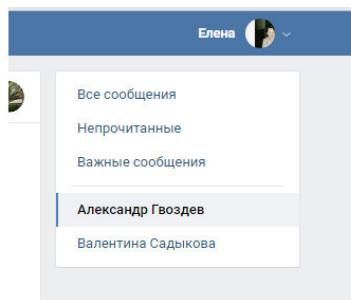 Елена
Все сообщения
Непрочитанные
Важные сообщения
Александр Гвоздев
Валентина Садыкова